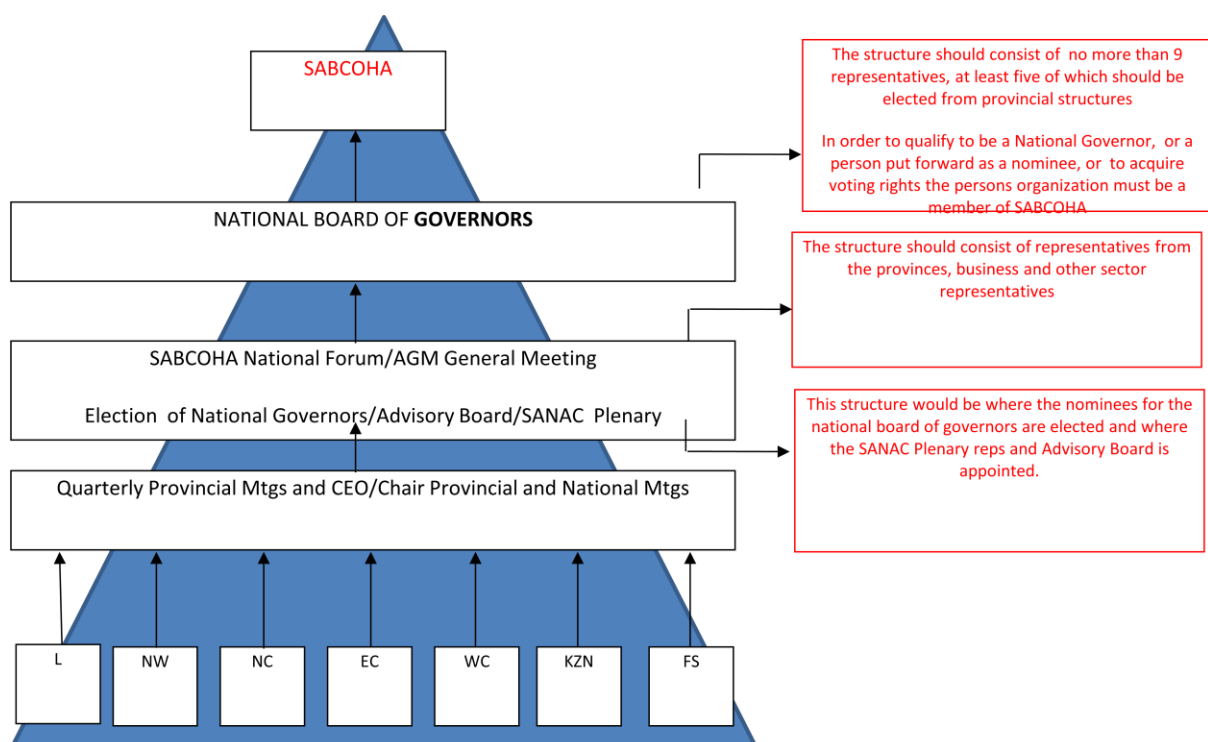 SABCOHA
The structure should consist of no more than 9
representatives, at least five of which should be
elected from provincial structures
In order to qualify to be a National Governor, or a
person put forward as a nominee, or to acquire
voting rights the persons organization must be a
member of SABCOHA
NATIONAL BOARD OF GOVERNORS
The structure should consist of representatives from
the provinces, business and other sector
representatives
SABCOHA National Forum/AGM General Meeting
Election of National Governors/Advisory Board/SANAC Plenary
This structure would be where the nominees for the
national board of governors are elected and where
the SANAC Plenary reps and Advisory Board is
appointed.
Quarterly Provincial Mtgs and CEO/Chair Provincial and National Mtgs
L
NW
NC
EC
WC
KZN
FS